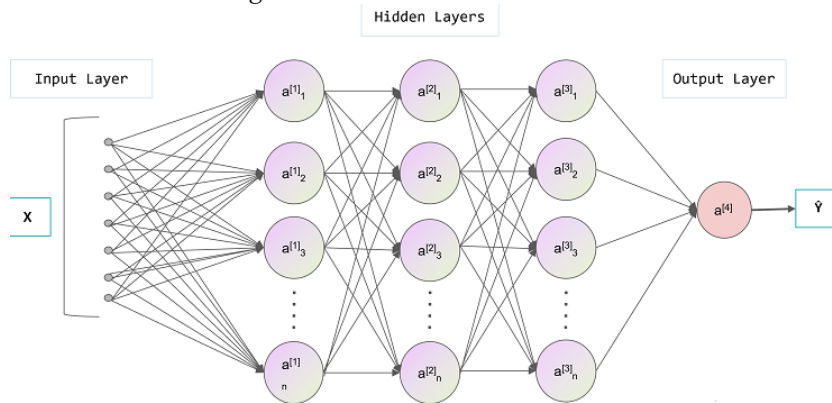 Hidden Layers
Input Layer
Output Layer
a[1]1
a[2]1
a[3]1
a[1]2
a[2]2
a[3]2
X
a[4]
Ŷ
a[1]3
a[2]3
a[3]3
a[1]
n
a[2]n
a[3]n